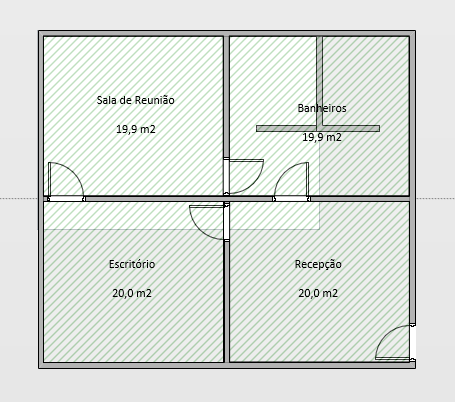 Sala de Reunião
19,9 m2
Banheiros
19,9 m2
Escritório
20,0 m2
Recepção
20,0 m2